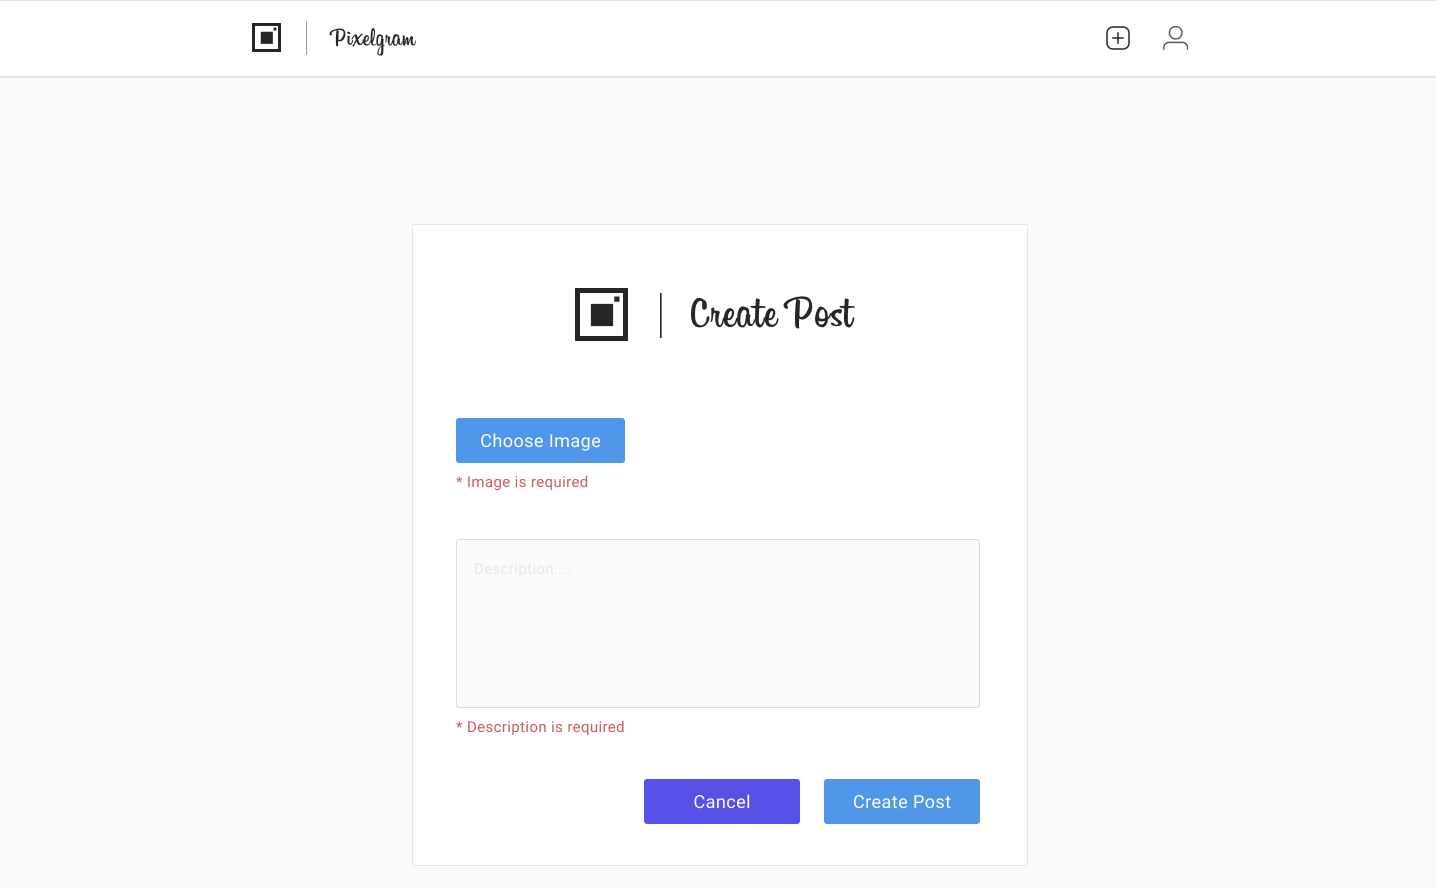 Pixelgram
Create Post
Choose Image
* Image is required
Description....
* Description is required
Cancel
Create Post